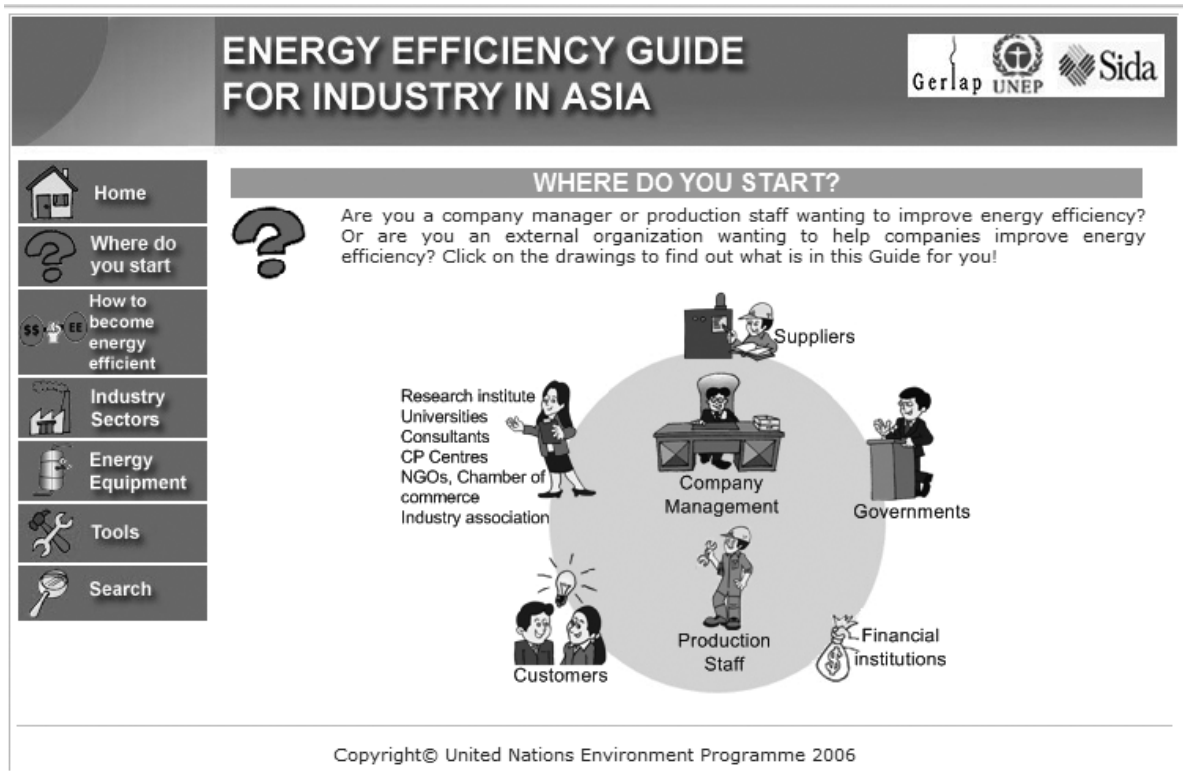 ENERGY EFFICIENCY GUIDE
FOR INDUSTRY IN ASIA
Gerlap
UNEP
Sida
Home
Where do
you start
$$
EE
How to
become
energy
efficient
Industry
Sectors
Energy
Equipment
Tools
Search
WHERE DO YOU START?
Are you a company manager or production staff wanting to improve energy efficiency?
Or are you an external organization wanting to help companies improve energy
efficiency? Click on the drawings to find out what is in this Guide for you!
Suppliers
Research institute
Universities
Consultants
CP Centres
NGOs, Chamber of
commerce
Industry association
Company
Management
Governments
Production
Staff
Customers
$
Financial
institutions
Copyright© United Nations Environment Programme 2006